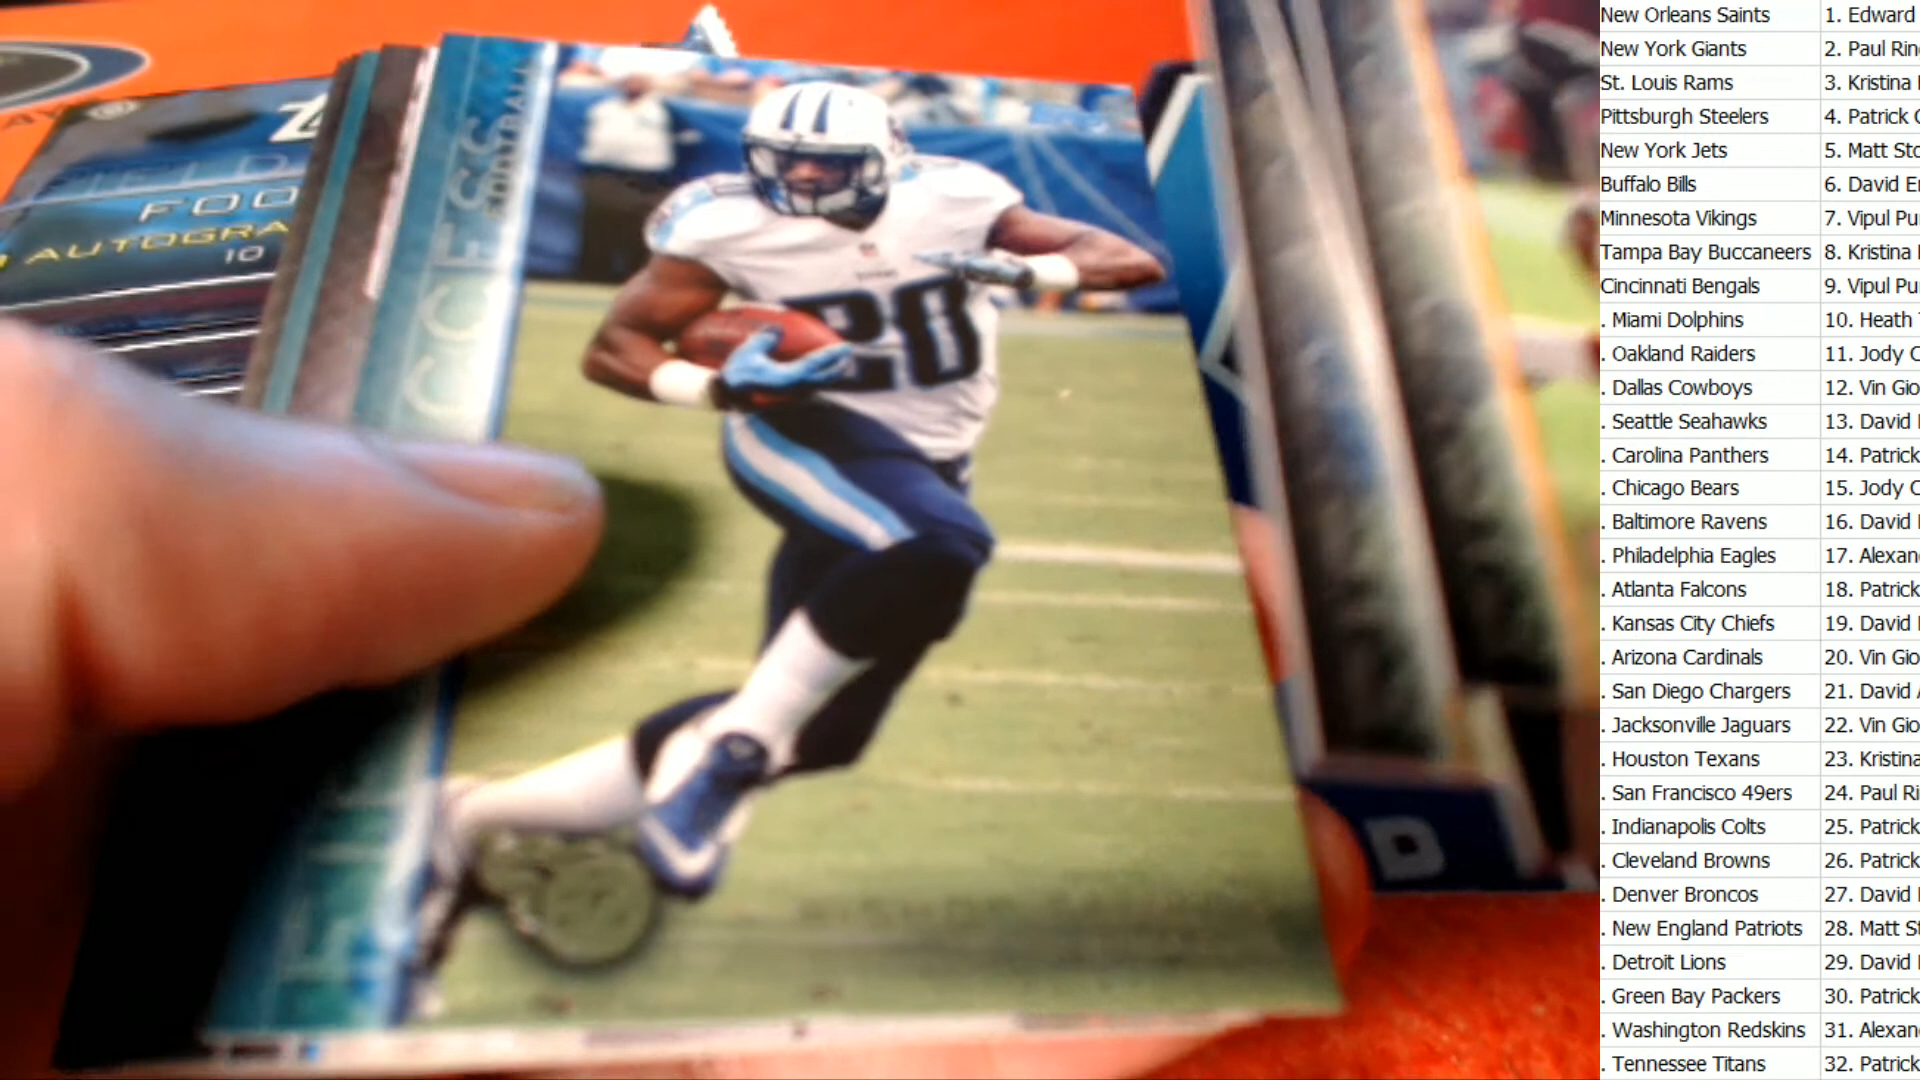 FOOTBALL
28
D
FOO
AUTOGRA
10
New Orleans Saints 1. Edward
New York Giants 2. Paul Rin
St. Louis Rams 3. Kristina
Pittsburgh Steelers 4. Patrick
New York Jets 5. Matt Sto
Buffalo Bills 6. David E
Minnesota Vikings 7. Vipul Pu
Tampa Bay Buccaneers 8. Kristina
Cincinnati Bengals 9. Vipul Pu
. Miami Dolphins 10. Heath
. Oakland Raiders 11. Jody C
. Dallas Cowboys 12. Vin Gio
. Seattle Seahawks 13. David
. Carolina Panthers 14. Patrick
. Chicago Bears 15. Jody C
. Baltimore Ravens 16. David
. Philadelphia Eagles 17. Alexan
. Atlanta Falcons 18. Patrick
. Kansas City Chiefs 19. David
. Arizona Cardinals 20. Vin Gio
. San Diego Chargers 21. David
. Jacksonville Jaguars 22. Vin Gio
. Houston Texans 23. Kristina
. San Francisco 49ers 24. Paul Ri
. Indianapolis Colts 25. Patrick
. Cleveland Browns 26. Patrick
. Denver Broncos 27. David
. New England Patriots 28. Matt St
. Detroit Lions 29. David
. Green Bay Packers 30. Patrick
. Washington Redskins 31. Alexan
. Tennessee Titans 32. Patrick